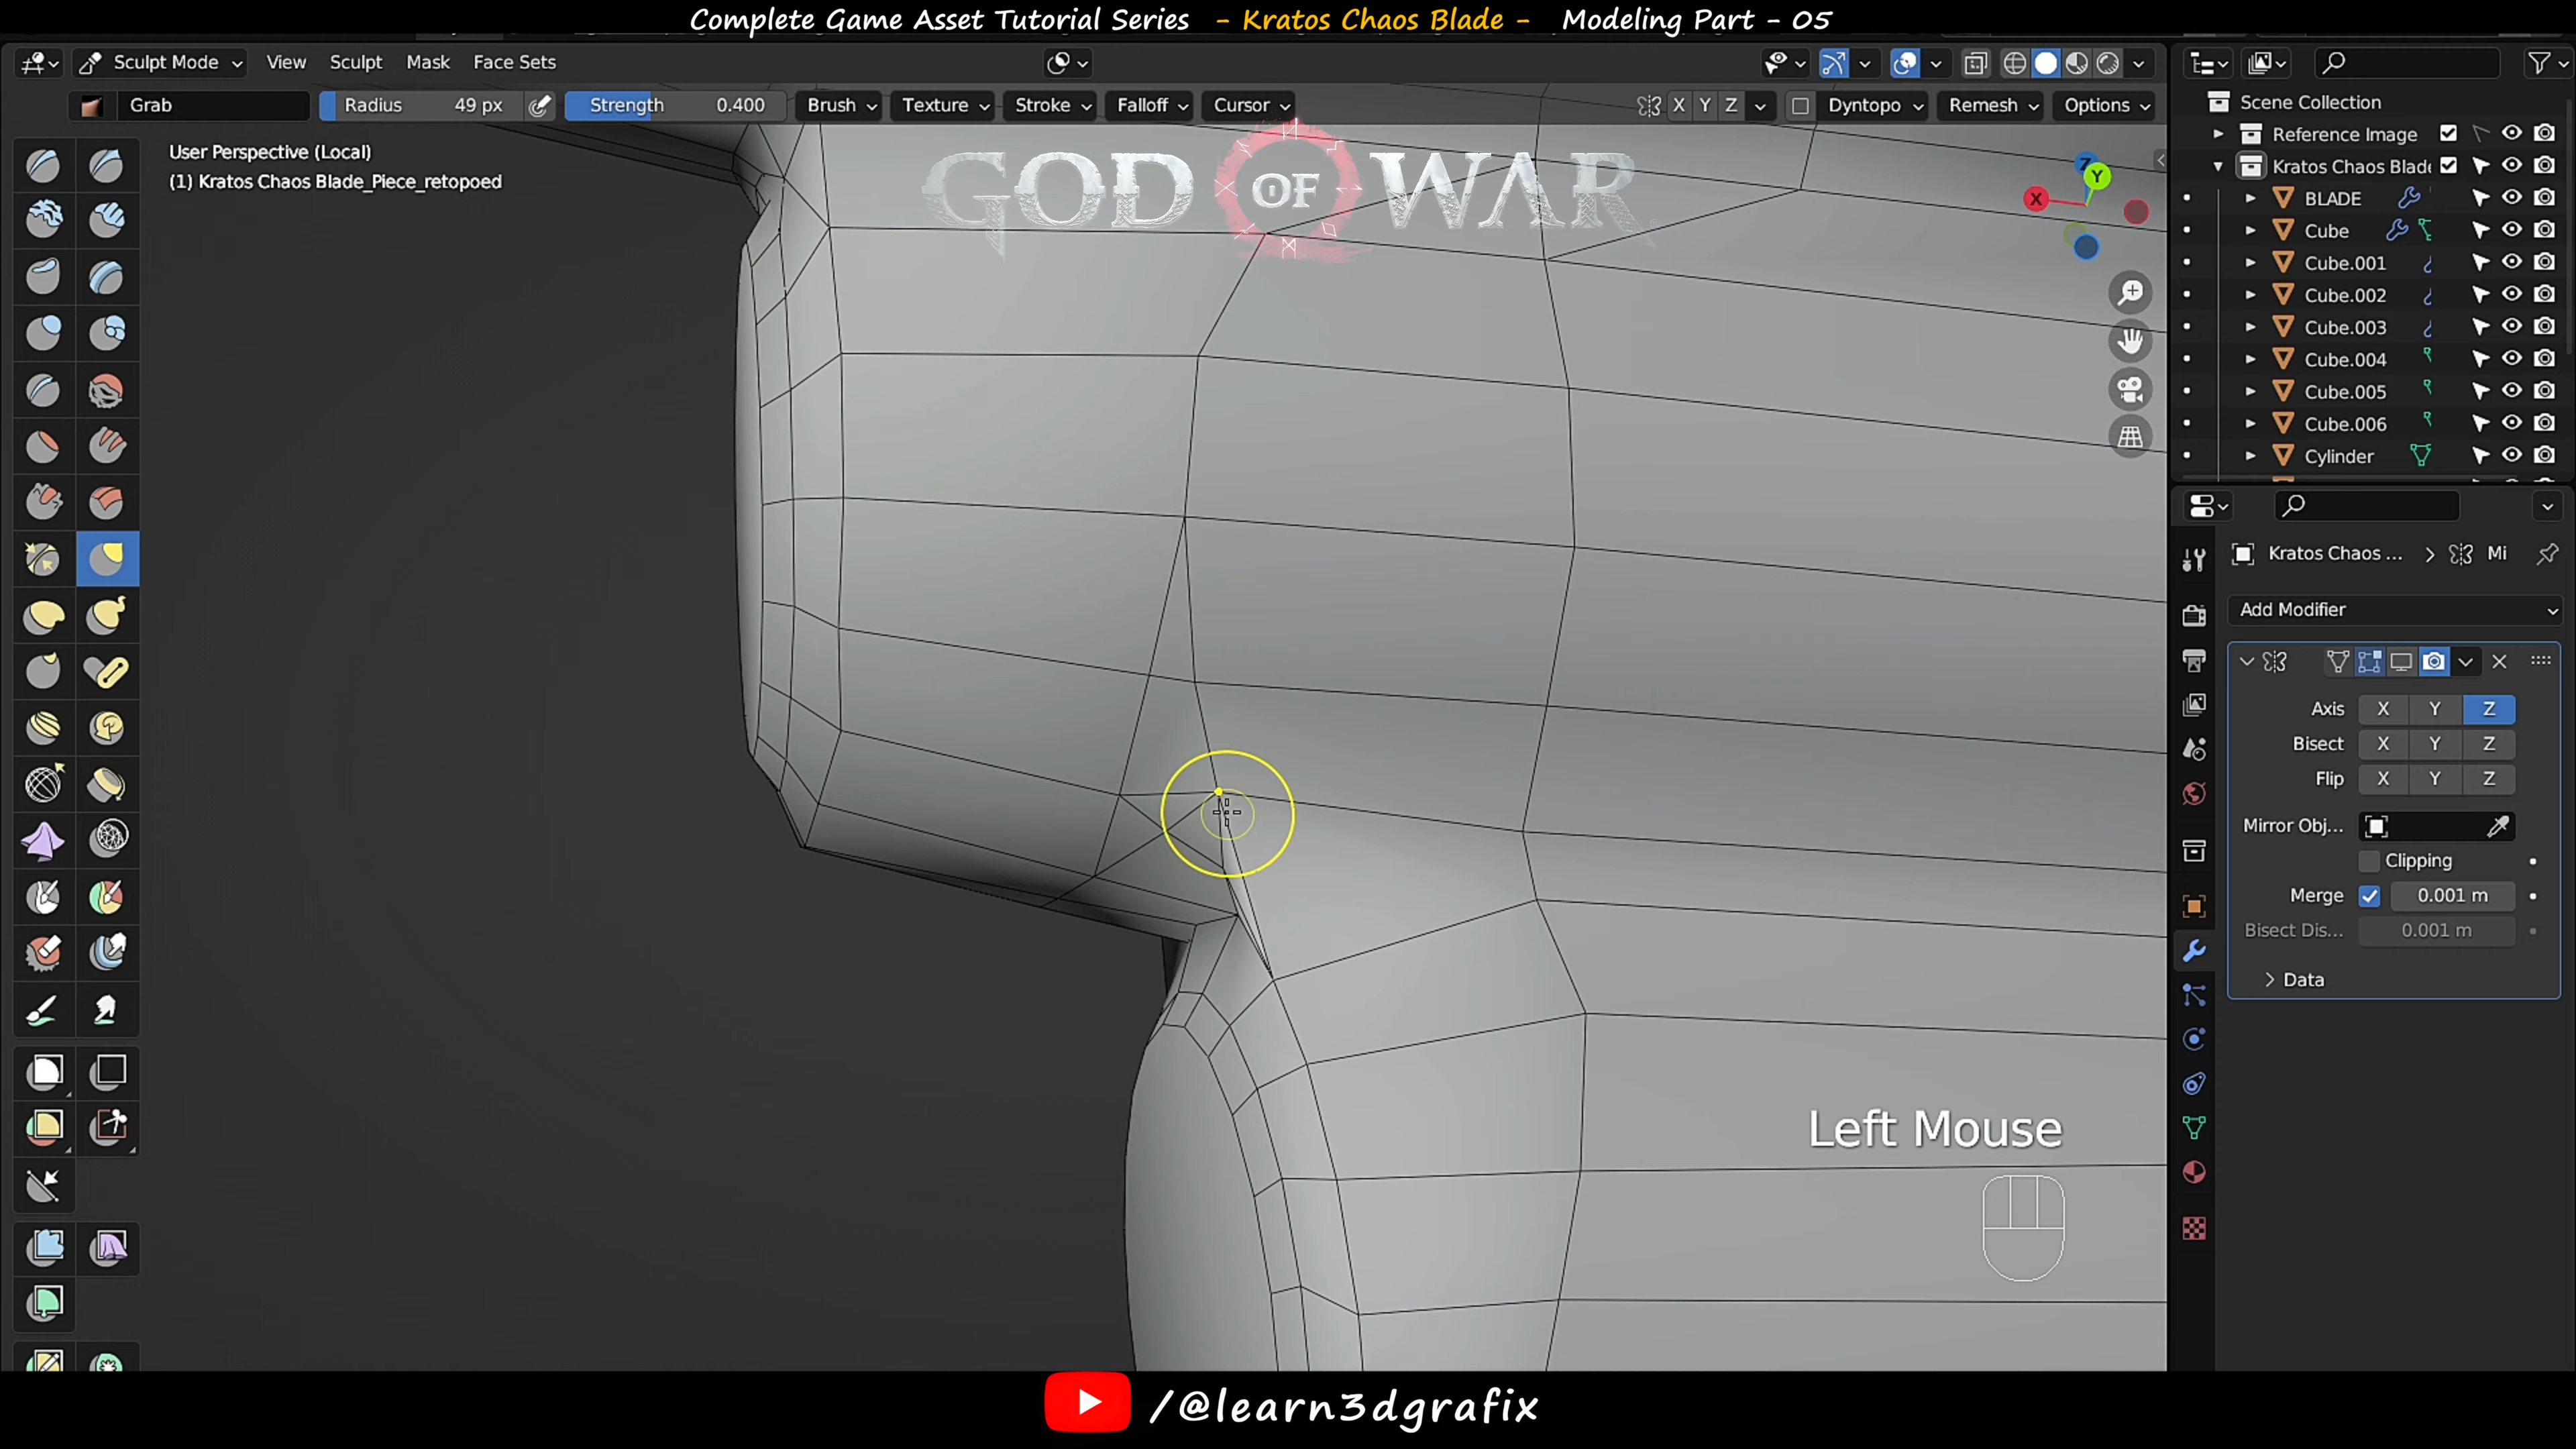 Complete Game Asset Tutorial Series - Kratos Chaos Blade - Modeling Part - 05
Sculpt Mode View Sculpt Mask Face Sets
Grab Radius 49 px Strength 0.400 Brush Texture Stroke Falloff Cursor X Y Z Dyntopo Remesh Options
User Perspective (Local)
(1) Kratos Chaos Blade_Piece_retopoed
GOD OF WAR
Z
Y
X
Scene Collection
Reference Image
Kratos Chaos Blade
BLADE
Cube
Cube.001
Cube.002
Cube.003
Cube.004
Cube.005
Cube.006
Cylinder
Kratos Chaos ... > Mi
Add Modifier
Axis X Y Z
Bisect X Y Z
Flip X Y Z
Mirror Obj...
Clipping
Merge 0.001 m
Bisect Dis... 0.001 m
Data
Left Mouse
/@learn3dgrafix